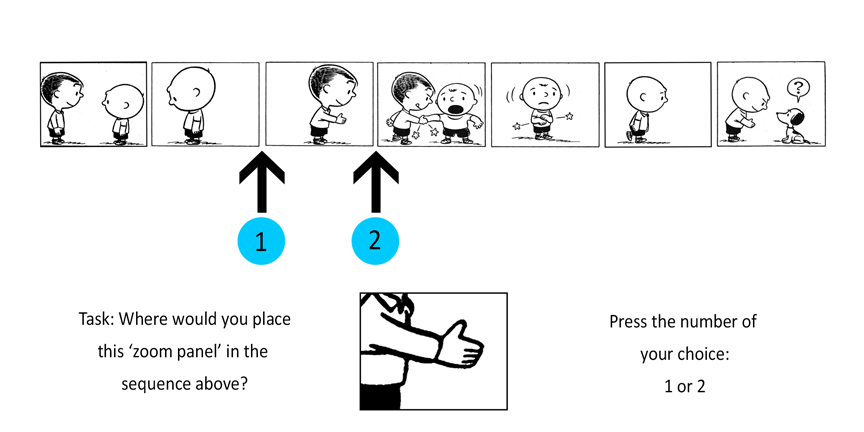 ?
1
2
Task: Where would you place
this ‘zoom panel’ in the
sequence above?
Press the number of
your choice:
1 or 2